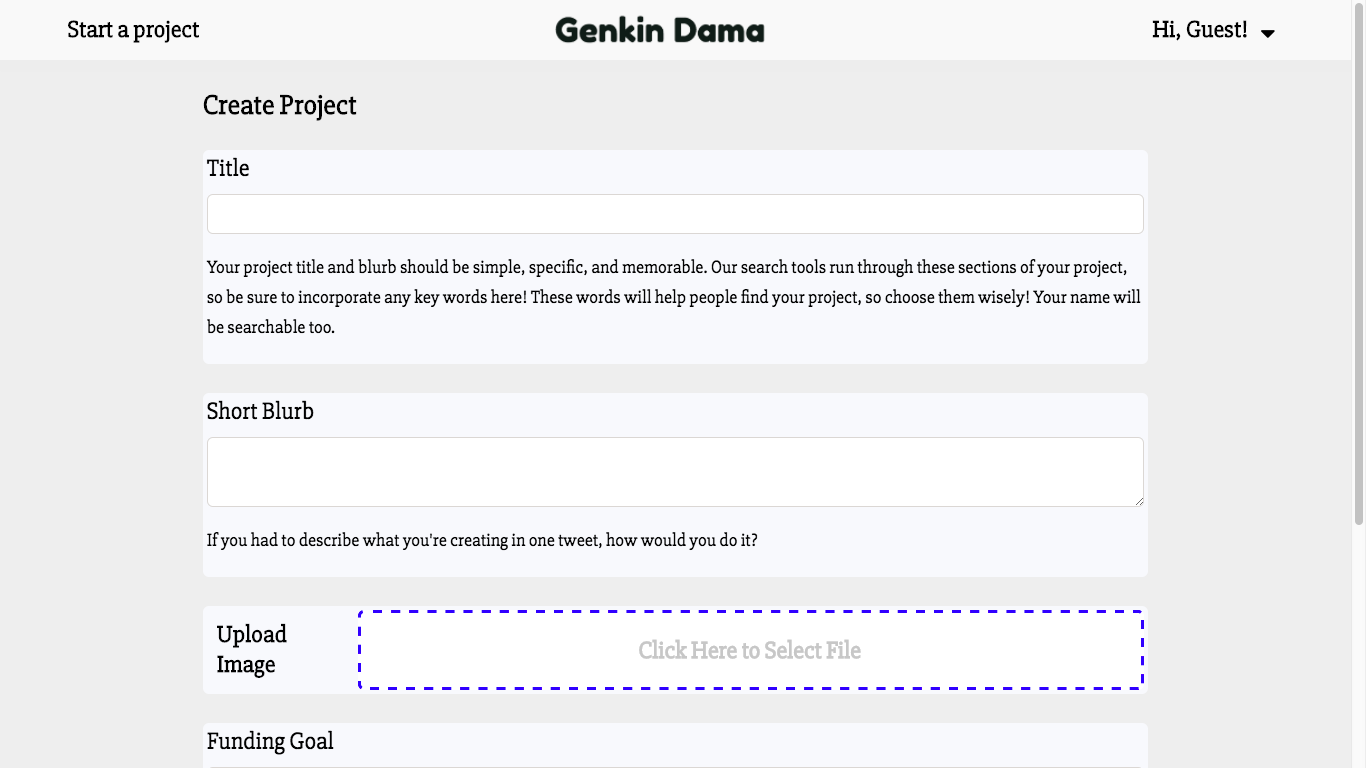 Start a project
Genkin Dama
Hi, Guest!
Create Project
Title
Your project title and blurb should be simple, specific, and memorable. Our search tools run through these sections of your project,
so be sure to incorporate any key words here! These words will help people find your project, so choose them wisely! Your name will
be searchable too.
Short Blurb
If you had to describe what you're creating in one tweet, how would you do it?
Upload
Image
Click Here to Select File
Funding Goal